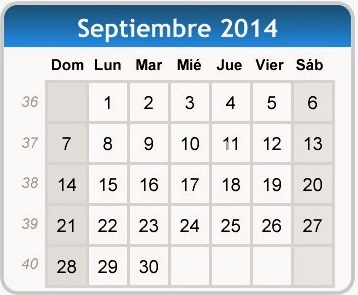 Septiembre 2014
Dom Lun Mar Mié Jue Vier Sáb
36 1 2 3 4 5 6
37 7 8 9 10 11 12 13
38 14 15 16 17 18 19 20
39 21 22 23 24 25 26 27
40 28 29 30